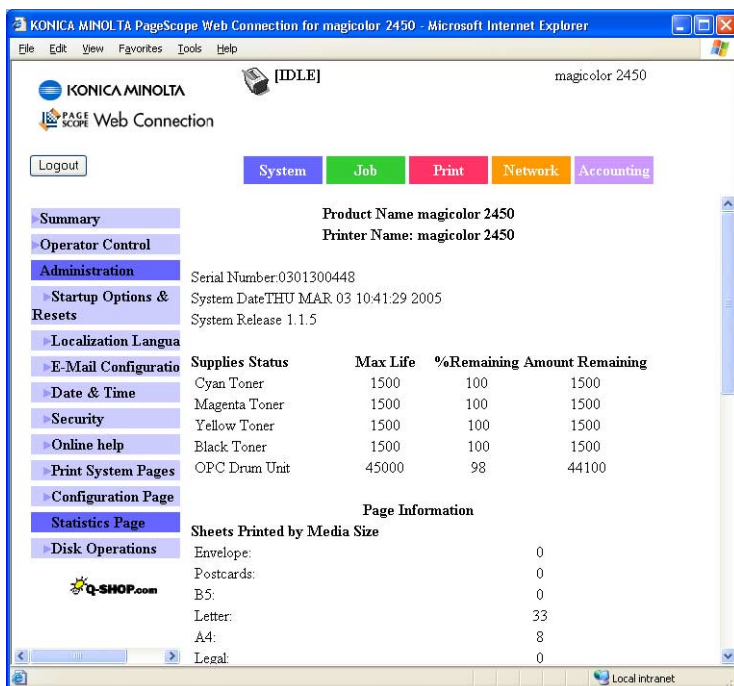 KONICA MINOLTA PageScope Web Connection for magicolor 2450 - Microsoft Internet Explorer
File Edit View Favorites Tools Help
KONICA MINOLTA
[IDLE]
magicolor 2450
PAGE SCOPE Web Connection
Logout
System Job Print Network Accounting
Summary
Operator Control
Administration
Startup Options &
Resets
Localization Langua
E-Mail Configuratio
Date & Time
Security
Online help
Print System Pages
Configuration Page
Statistics Page
Disk Operations
Q-SHOP.com
Product Name magicolor 2450
Printer Name: magicolor 2450
Serial Number:0301300448
System DateTHU MAR 03 10:41:29 2005
System Release 1.1.5
Supplies Status Max Life %Remaining Amount Remaining
Cyan Toner 1500 100 1500
Magenta Toner 1500 100 1500
Yellow Toner 1500 100 1500
Black Toner 1500 100 1500
OPC Drum Unit 45000 98 44100
Page Information
Sheets Printed by Media Size
Envelope: 0
Postcards: 0
B5: 0
Letter: 33
A4: 8
Legal: 0
Local intranet